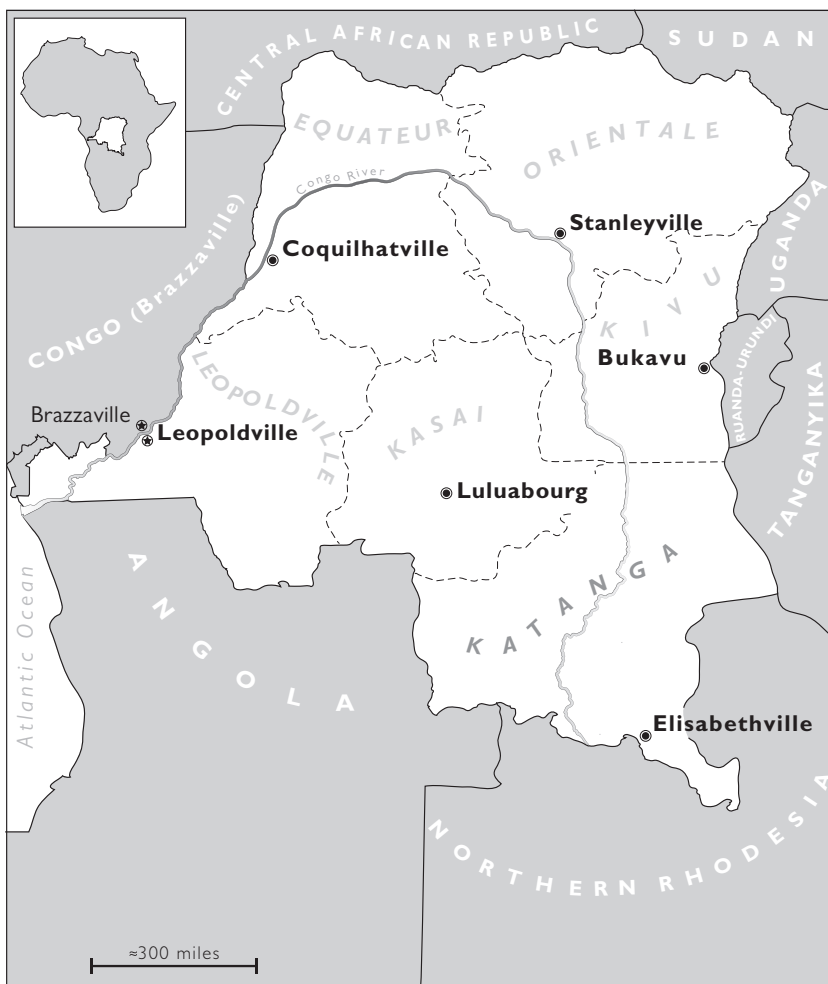 CENTRAL AFRICAN REPUBLIC
SUDAN
EQUATEUR
ORIENTALE
Congo River
Stanleyville
UGANDA
Coquilhatville
CONGO (Brazzaville)
KIVU
Bukavu
RUANDA-URUNDI
LEOPOLDVILLE
KASAI
Brazzaville
Leopoldville
TANGANYIKA
Luluabourg
ANGOLA
KATANGA
Atlantic Ocean
Elisabethville
NORTHERN RHODESIA
≈300 miles